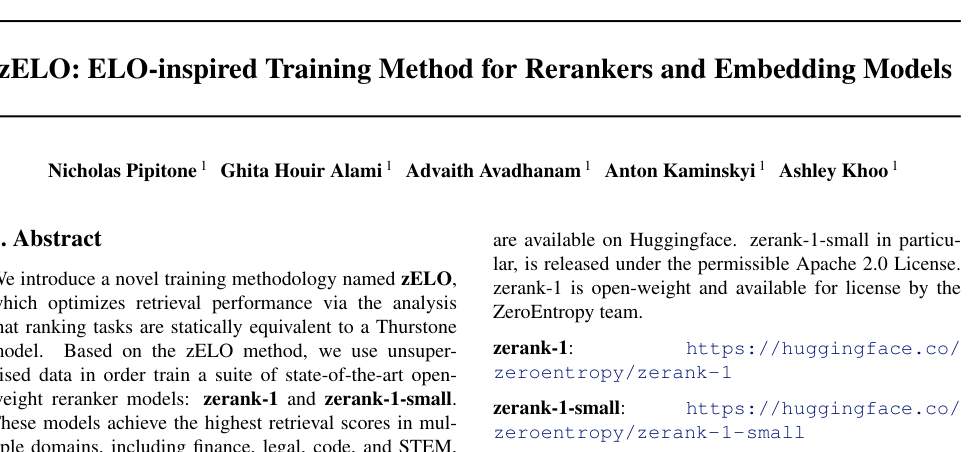 zELO: ELO-inspired Training Method for Rerankers and Embedding Models
Nicholas Pipitone 1 Ghita Houir Alami 1 Advaith Avadhanam 1 Anton Kaminskyi 1 Ashley Khoo 1
. Abstract
We introduce a novel training methodology named zELO,
which optimizes retrieval performance via the analysis
hat ranking tasks are statically equivalent to a Thurstone
model. Based on the zELO method, we use unsuper-
ised data in order train a suite of state-of-the-art open-
weight reranker models: zerank-1 and zerank-1-small.
These models achieve the highest retrieval scores in mul-
ple domains, including finance, legal, code, and STEM,
are available on Huggingface. zerank-1-small in particu-
lar, is released under the permissible Apache 2.0 License.
zerank-1 is open-weight and available for license by the
ZeroEntropy team.
zerank-1: https://huggingface.co/
zeroentropy/zerank-1
zerank-1-small: https://huggingface.co/
zeroentropy/zerank-1-small